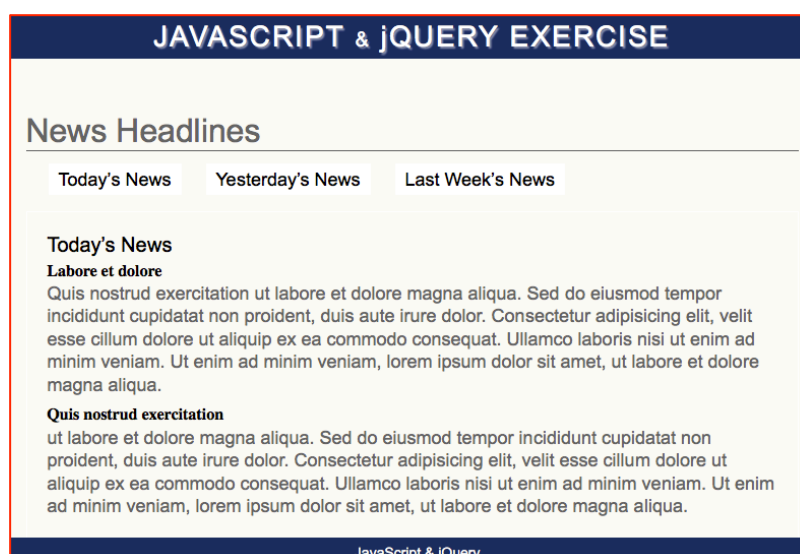 JAVASCRIPT & jQUERY EXERCISE
News Headlines
Today’s News Yesterday’s News Last Week’s News
Today’s News
Labore et dolore
Quis nostrud exercitation ut labore et dolore magna aliqua. Sed do eiusmod tempor
incididunt cupidatat non proident, duis aute irure dolor. Consectetur adipisicing elit, velit
esse cillum dolore ut aliquip ex ea commodo consequat. Ullamco laboris nisi ut enim ad
minim veniam. Ut enim ad minim veniam, lorem ipsum dolor sit amet, ut labore et dolore
magna aliqua.
Quis nostrud exercitation
ut labore et dolore magna aliqua. Sed do eiusmod tempor incididunt cupidatat non
proident, duis aute irure dolor. Consectetur adipisicing elit, velit esse cillum dolore ut
aliquip ex ea commodo consequat. Ullamco laboris nisi ut enim ad minim veniam. Ut enim
ad minim veniam, lorem ipsum dolor sit amet, ut labore et dolore magna aliqua.
JavaScript & jQuery